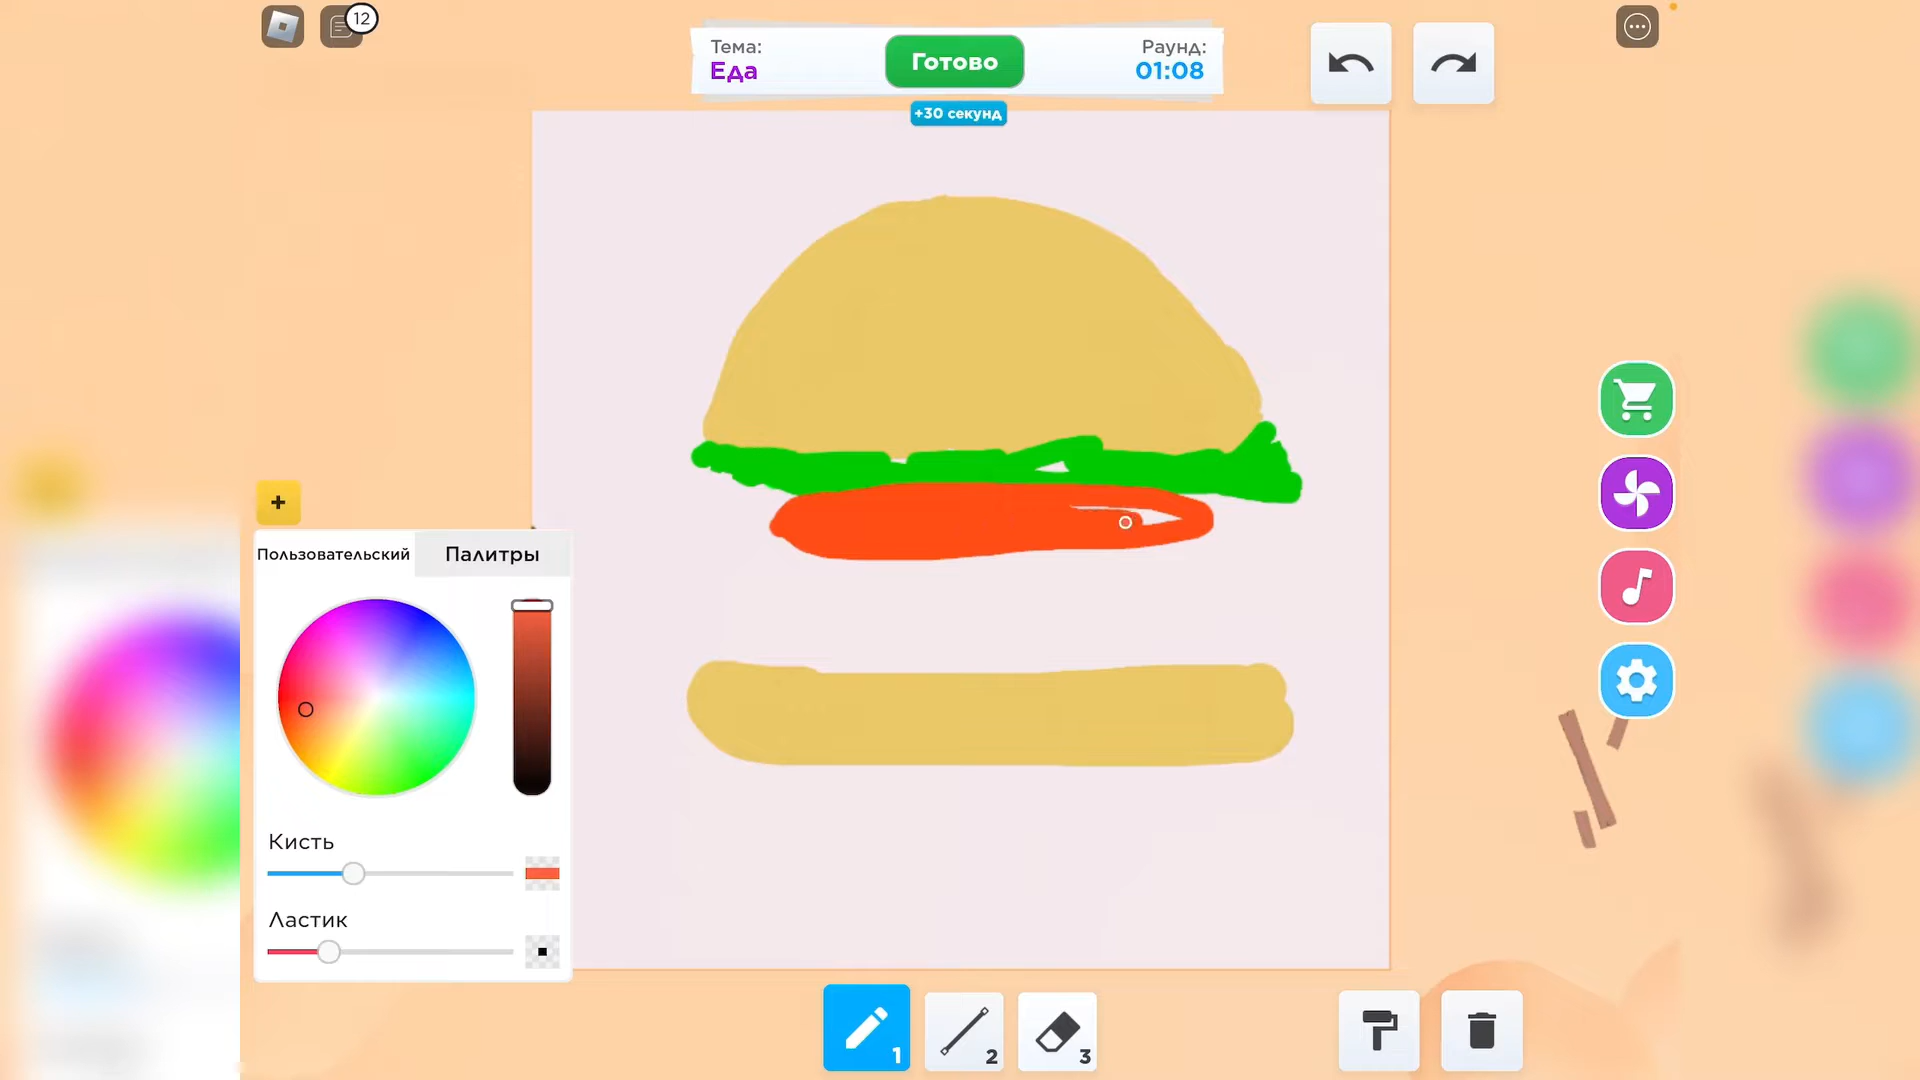 12
Тема:
Еда
Готово
Раунд:
01:08
+30 секунд
+
Пользовательский
Палитры
Кисть
Ластик
1
2
3